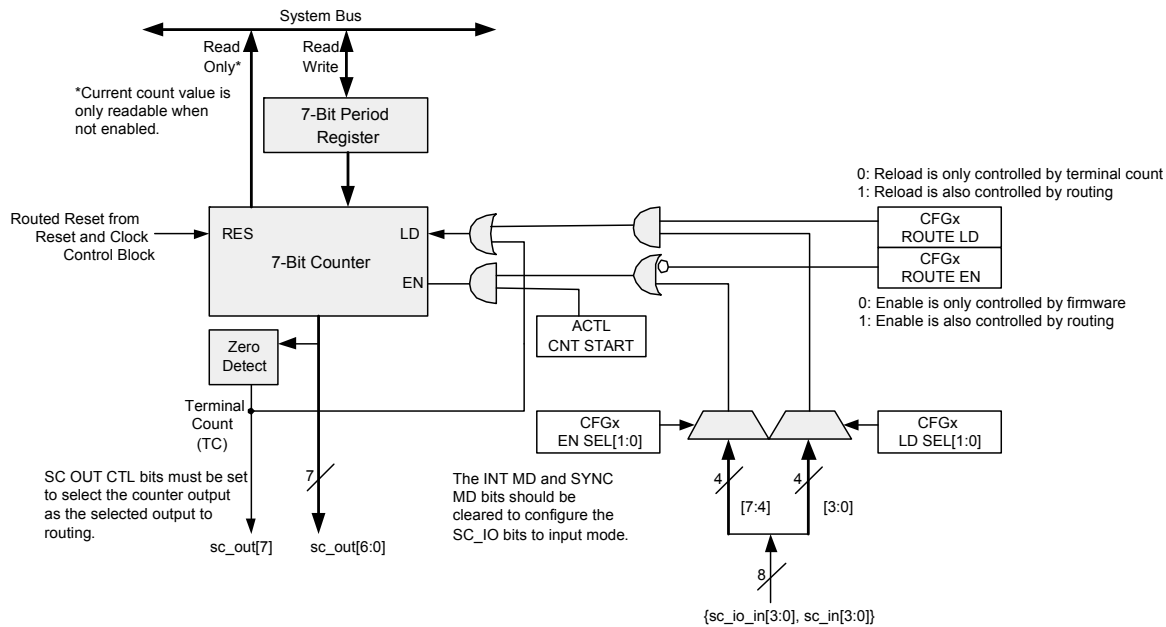 System Bus
Read
Only*
Read
Write
*Current count value is
only readable when
not enabled.
7-Bit Period
Register
0: Reload is only controlled by terminal count
1: Reload is also controlled by routing
Routed Reset from
Reset and Clock
Control Block
RES
LD
7-Bit Counter
EN
CFGx
ROUTE LD
CFGx
ROUTE EN
0: Enable is only controlled by firmware
1: Enable is also controlled by routing
ACTL
CNT START
Zero
Detect
Terminal
Count
(TC)
CFGx
EN SEL[1:0]
CFGx
LD SEL[1:0]
SC OUT CTL bits must be set
to select the counter output
as the selected output to
routing.
7
The INT MD and SYNC
MD bits should be
cleared to configure the
SC_IO bits to input mode.
4
4
[7:4]
[3:0]
sc_out[7]
sc_out[6:0]
8
{sc_io_in[3:0], sc_in[3:0]}